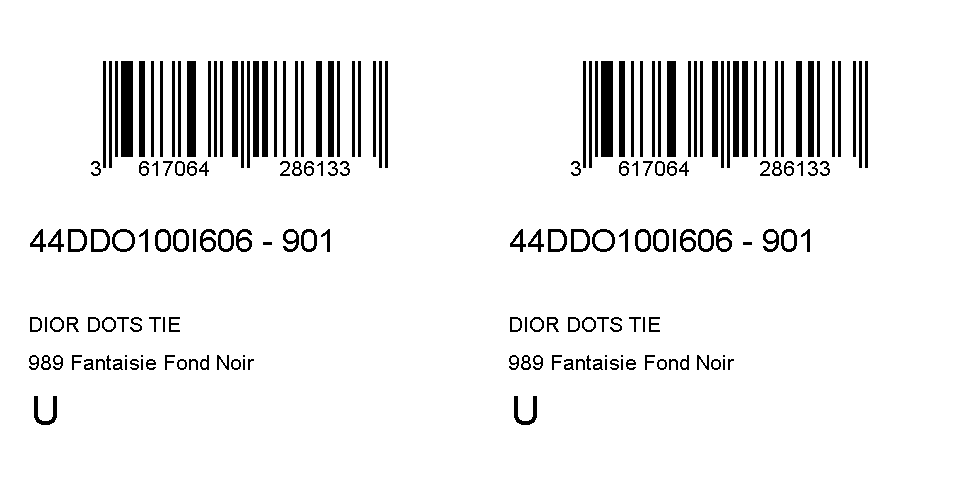 3 617064 286133
44DDO100I606 - 901
DIOR DOTS TIE
989 Fantaisie Fond Noir
U
3 617064 286133
44DDO100I606 - 901
DIOR DOTS TIE
989 Fantaisie Fond Noir
U